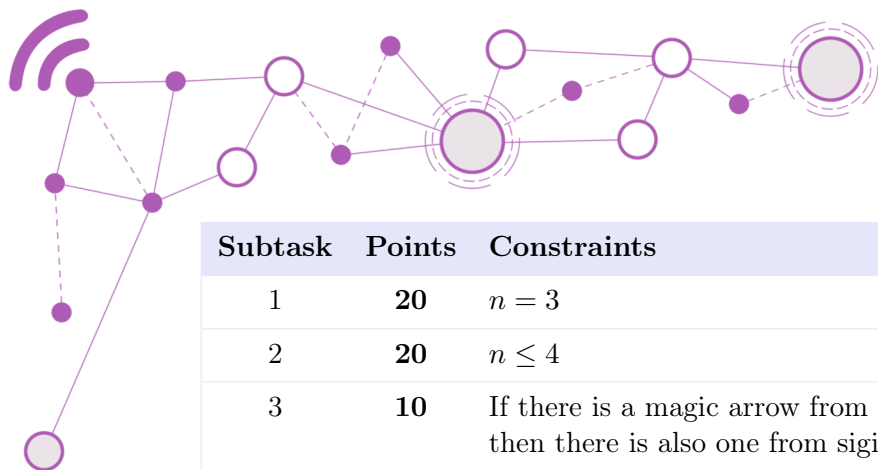 Subtask Points Constraints
1 20 n = 3
2 20 n ≤ 4
3 10 If there is a magic arrow from
then there is also one from